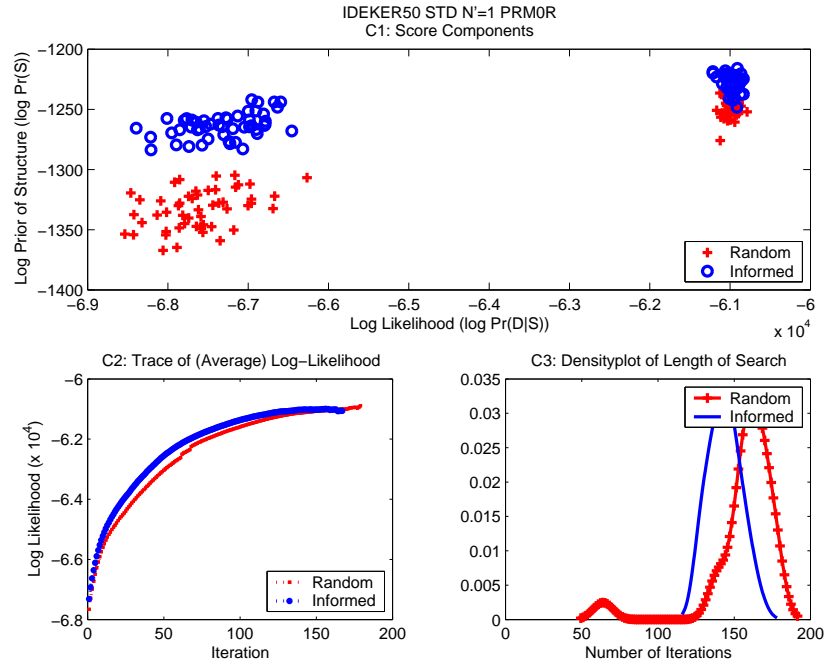 IDEKER50 STD N'=1 PRM0R
C1: Score Components
−1200
−1250
−1300
−1350
−1400
Log Prior of Structure (log Pr(S))
Random
Informed
−6.9 −6.8 −6.7 −6.6 −6.5 −6.4 −6.3 −6.2 −6.1 −6
Log Likelihood (log Pr(D|S))
x 10^4
C2: Trace of (Average) Log−Likelihood
−6
−6.2
−6.4
−6.6
−6.8
Log Likelihood (x 10^4)
Random
Informed
0 50 100 150 200
Iteration
C3: Densityplot of Length of Search
0.035
0.03
0.025
0.02
0.015
0.01
0.005
0
Random
Informed
0 50 100 150 200
Number of Iterations